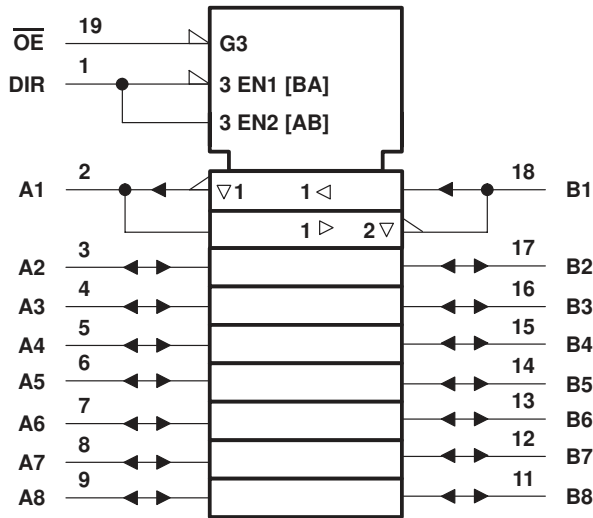 19
OE
G3
1
DIR
3 EN1 [BA]
3 EN2 [AB]
2
18
A1
▽1
1 ◁
B1
1 ▷
2 ▽
3
17
A2
B2
4
16
A3
B3
5
15
A4
B4
6
14
A5
B5
7
13
A6
B6
8
12
A7
B7
9
11
A8
B8